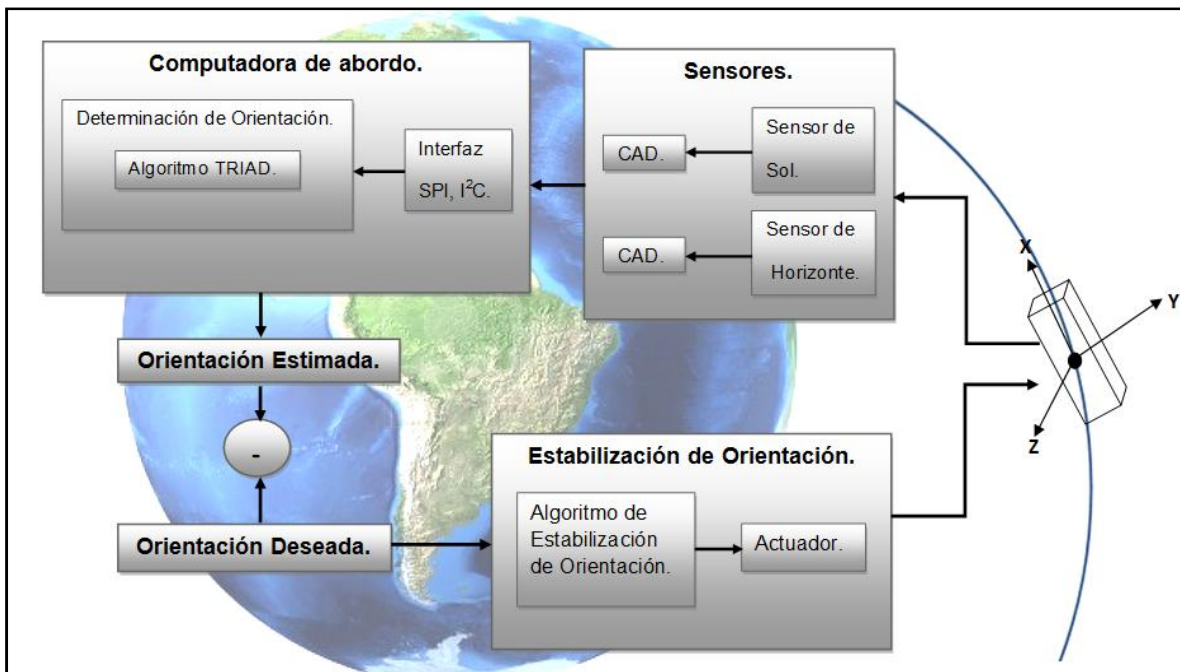 Computadora de abordo.
Determinación de Orientación.
Algoritmo TRIAD.
Interfaz
SPI, I²C.
Sensores.
CAD.
Sensor de
Sol.
CAD.
Sensor de
Horizonte.
X
Y
Z
Orientación Estimada.
-
Orientación Deseada.
Estabilización de Orientación.
Algoritmo de
Estabilización
de Orientación.
Actuador.